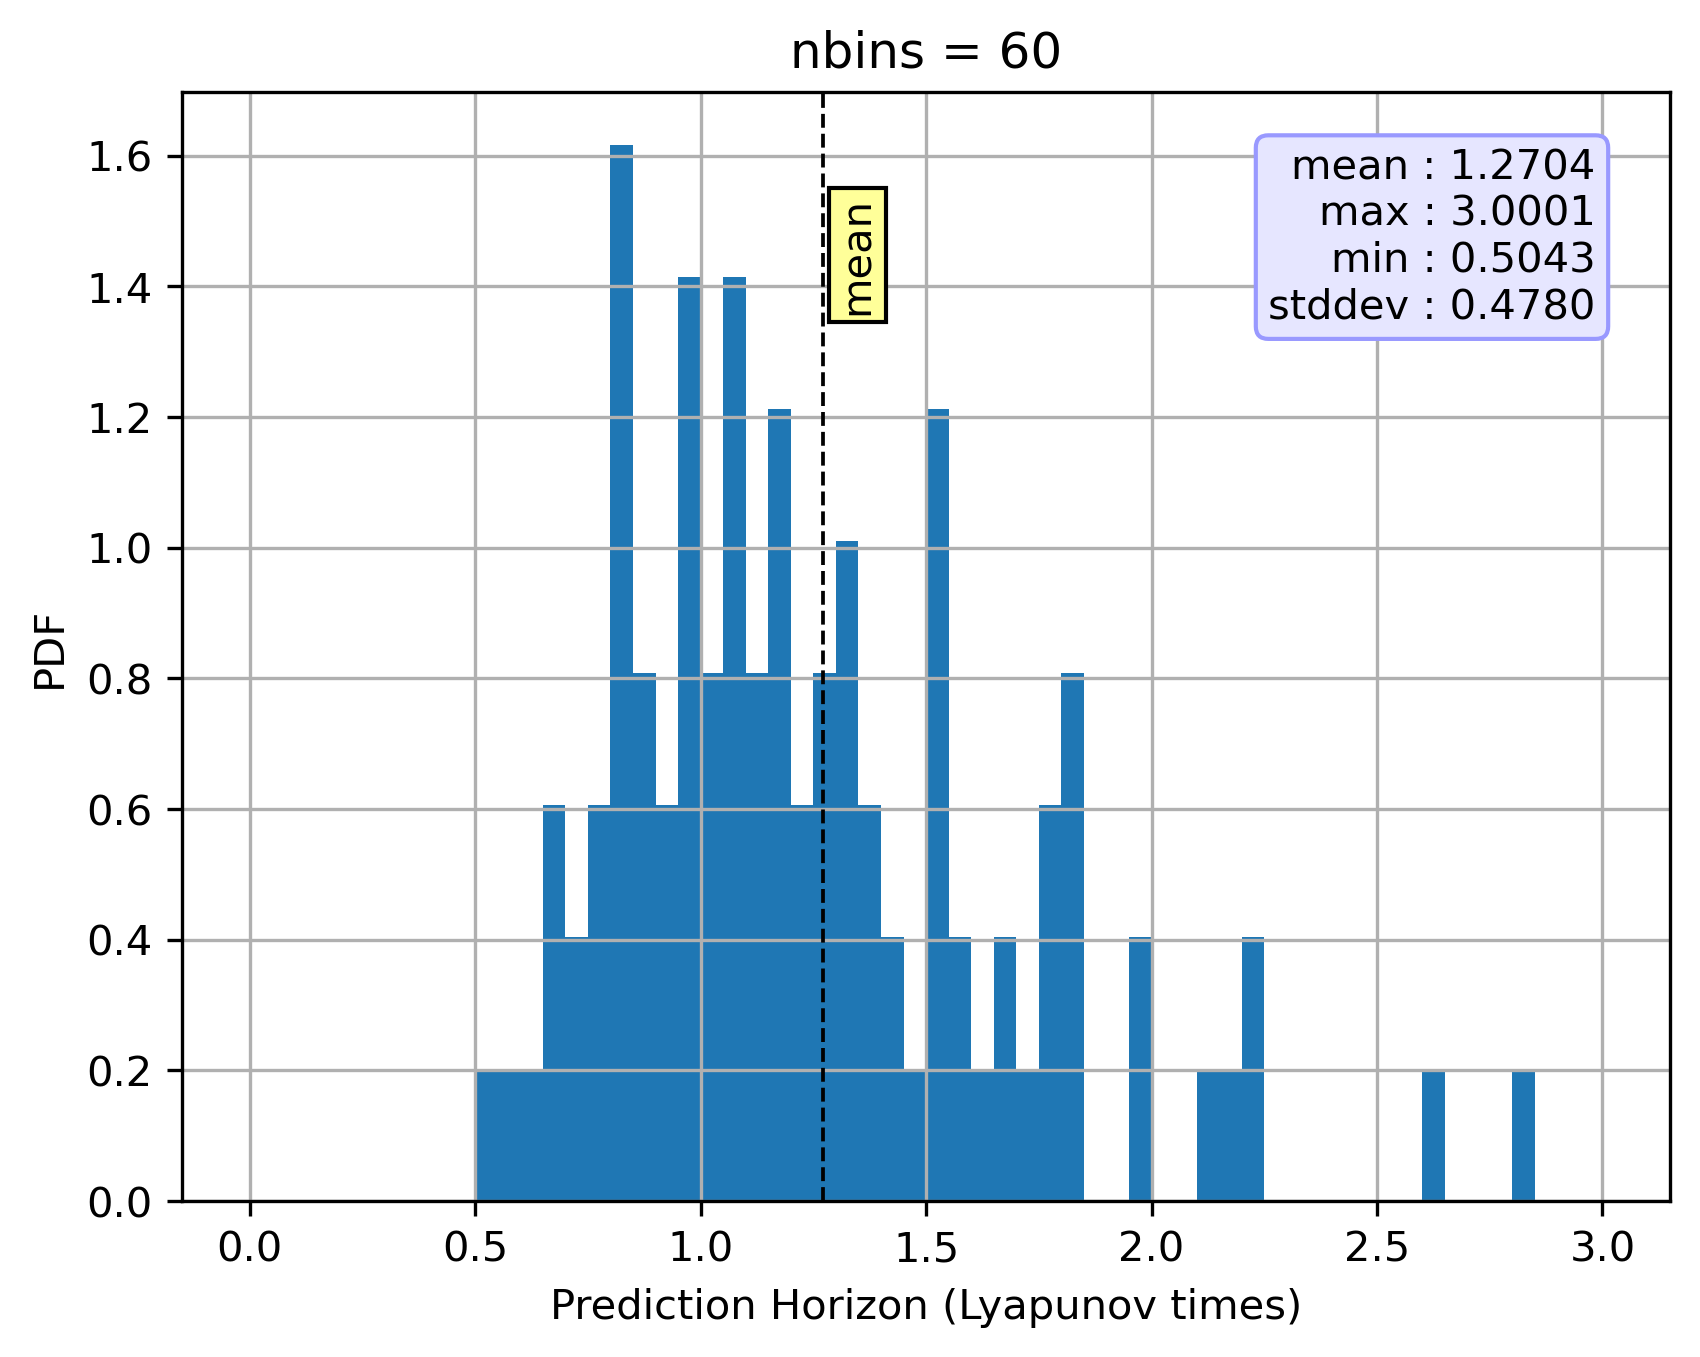 nbins = 60
mean : 1.2704
max : 3.0001
min : 0.5043
stddev : 0.4780
mean
PDF
1.6
1.4
1.2
1.0
0.8
0.6
0.4
0.2
0.0
0.0 0.5 1.0 1.5 2.0 2.5 3.0
Prediction Horizon (Lyapunov times)